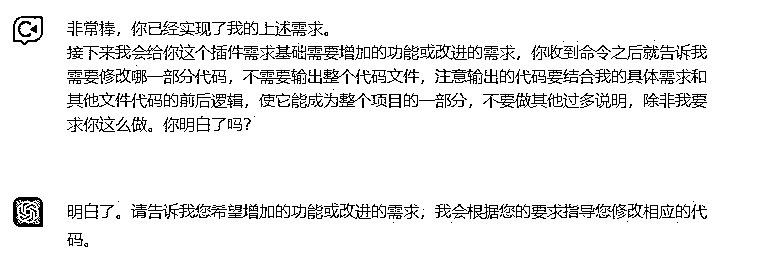 非常棒，你已经实现了我的上述需求。
接下来我会给你这个插件需求基础需要增加的功能或改进的需求，你收到命令之后就告诉我
需要修改哪一部分代码，不需要输出整个代码文件，注意输出的代码要结合我的具体需求和
其他文件代码的前后逻辑，使它能成为整个项目的一部分，不要做其他过多说明，除非我要
求你这么做。你明白了吗？
明白了。请告诉我您希望增加的功能或改进的需求，我会根据您的要求指导您修改相应的代
码。